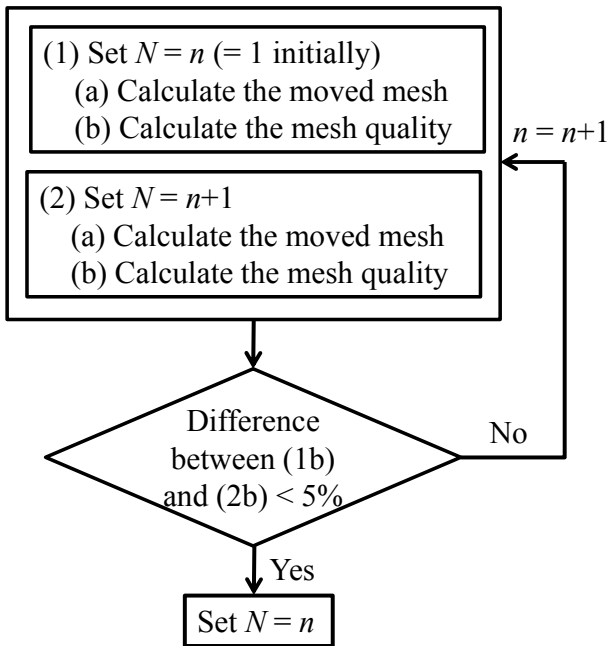 (1) Set N = n (= 1 initially)
(a) Calculate the moved mesh
(b) Calculate the mesh quality
n = n+1
(2) Set N = n+1
(a) Calculate the moved mesh
(b) Calculate the mesh quality
Difference
between (1b)
and (2b) < 5%
No
Yes
Set N = n